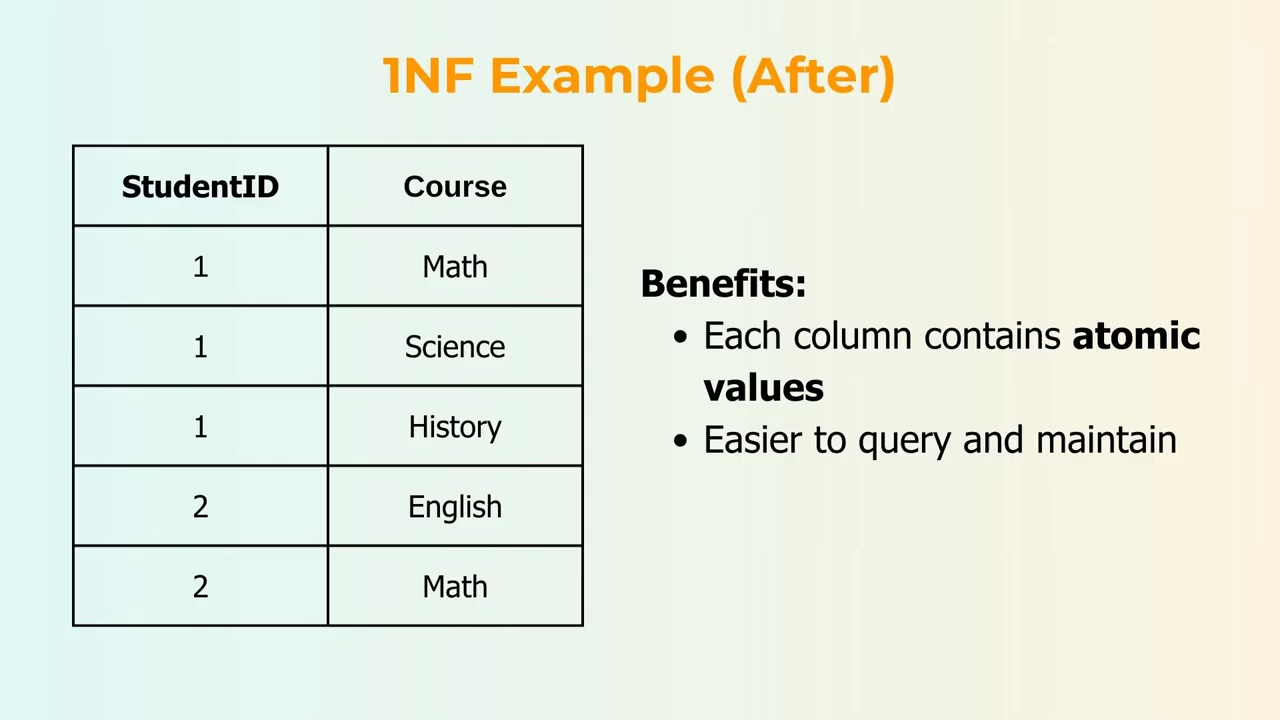 1NF Example (After)
StudentID Course
1 Math
1 Science
1 History
2 English
2 Math
Benefits:
• Each column contains atomic
values
• Easier to query and maintain